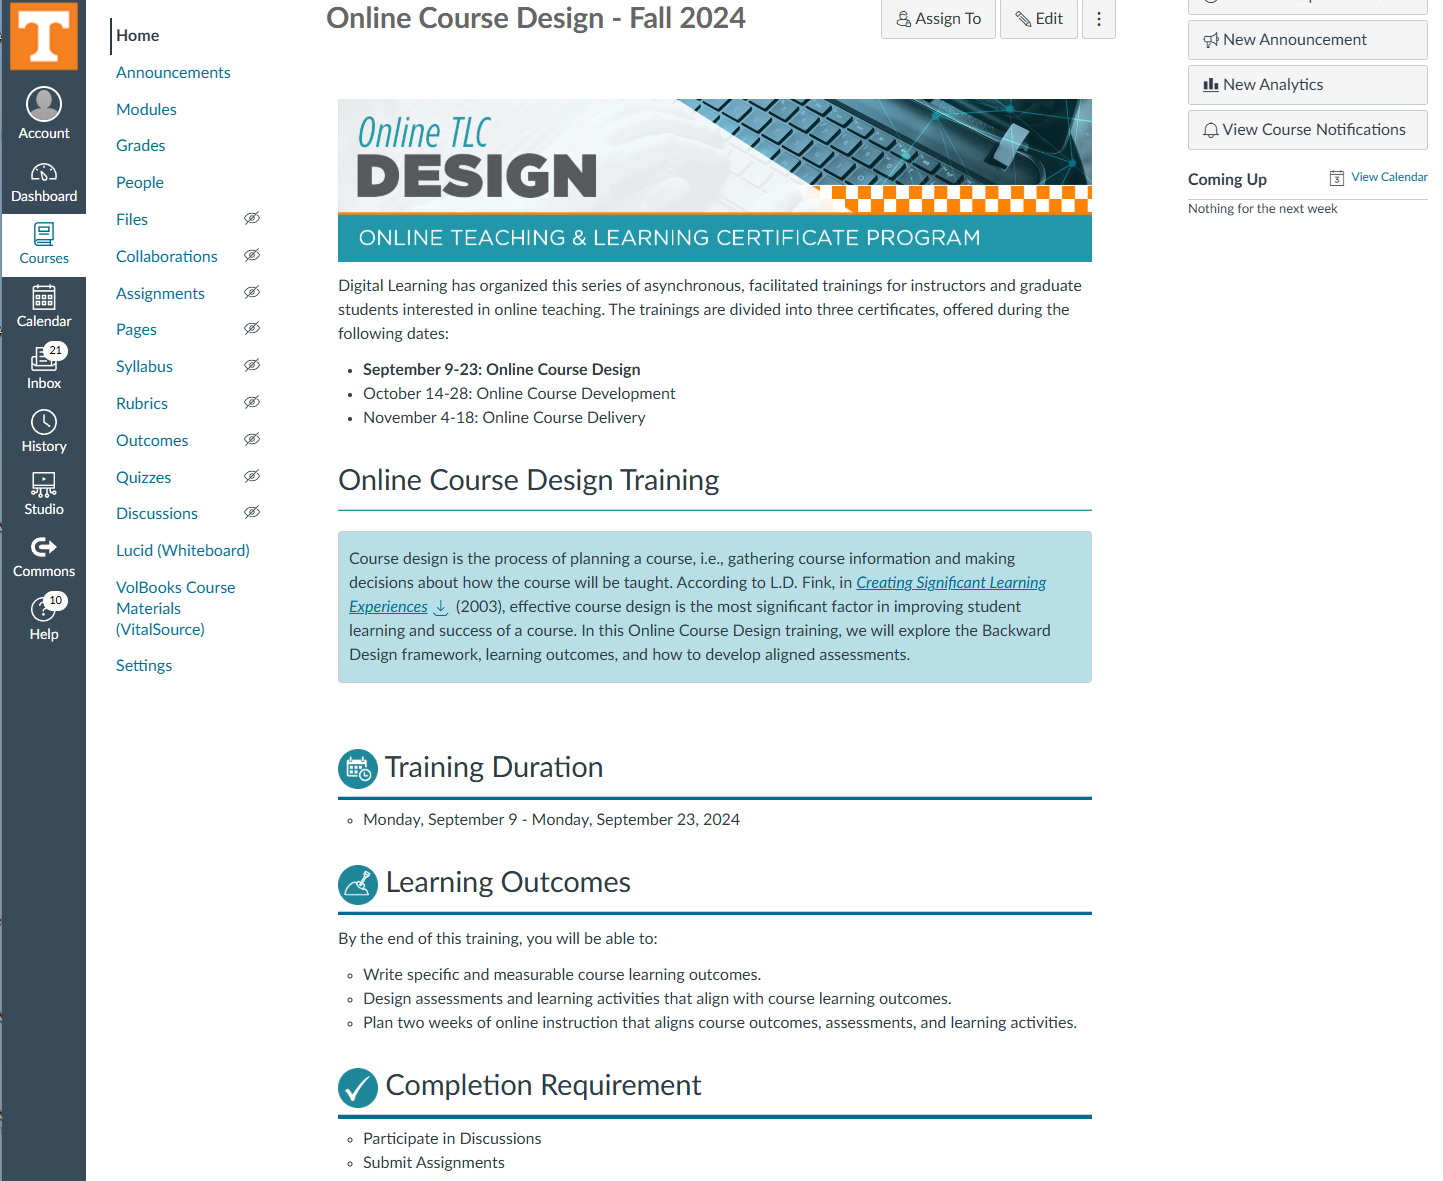 T
Account
Dashboard
Courses
Calendar
21
Inbox
History
Studio
Commons
10
Help
Home
Announcements
Modules
Grades
People
Files
Collaborations
Assignments
Pages
Syllabus
Rubrics
Outcomes
Quizzes
Discussions
Lucid (Whiteboard)
VolBooks Course
Materials
(VitalSource)
Settings
Online Course Design - Fall 2024
Assign To
Edit
Online TLC
DESIGN
ONLINE TEACHING & LEARNING CERTIFICATE PROGRAM
Digital Learning has organized this series of asynchronous, facilitated trainings for instructors and graduate
students interested in online teaching. The trainings are divided into three certificates, offered during the
following dates:
• September 9-23: Online Course Design
• October 14-28: Online Course Development
• November 4-18: Online Course Delivery
Online Course Design Training
Course design is the process of planning a course, i.e., gathering course information and making
decisions about how the course will be taught. According to L.D. Fink, in Creating Significant Learning
Experiences (2003), effective course design is the most significant factor in improving student
learning and success of a course. In this Online Course Design training, we will explore the Backward
Design framework, learning outcomes, and how to develop aligned assessments.
Training Duration
◦ Monday, September 9 - Monday, September 23, 2024
Learning Outcomes
By the end of this training, you will be able to:
◦ Write specific and measurable course learning outcomes.
◦ Design assessments and learning activities that align with course learning outcomes.
◦ Plan two weeks of online instruction that aligns course outcomes, assessments, and learning activities.
Completion Requirement
◦ Participate in Discussions
◦ Submit Assignments
New Announcement
New Analytics
View Course Notifications
Coming Up
3 View Calendar
Nothing for the next week